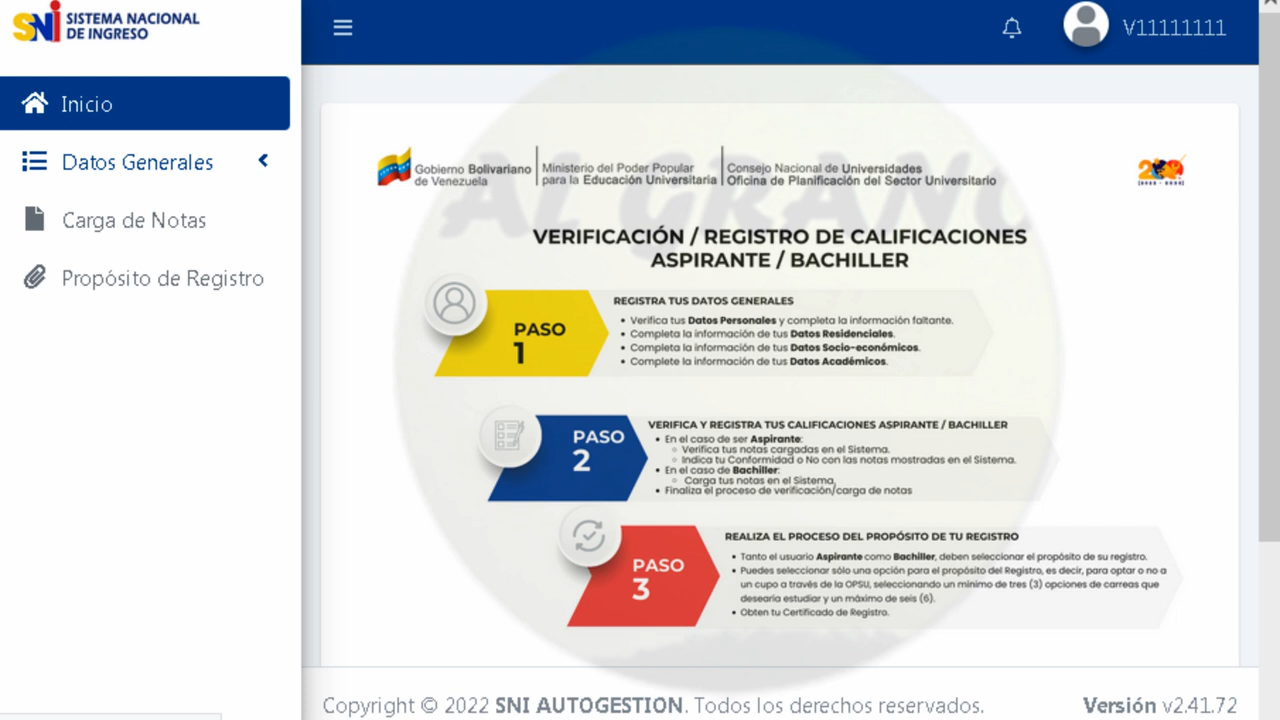 SNI SISTEMA NACIONAL
DE INGRESO
V11111111
Inicio
Datos Generales
Carga de Notas
Propósito de Registro
Gobierno Bolivariano
de Venezuela
Ministerio del Poder Popular
para la Educación Universitaria
Consejo Nacional de Universidades
Oficina de Planificación del Sector Universitario
200
AL GRANO
VERIFICACIÓN / REGISTRO DE CALIFICACIONES
ASPIRANTE / BACHILLER
PASO
1
REGISTRA TUS DATOS GENERALES
• Verifica tus Datos Personales y completa la información faltante.
• Completa la información de tus Datos Residenciales.
• Completa la información de tus Datos Socio-económicos.
• Complete la información de tus Datos Académicos.
PASO
2
VERIFICA Y REGISTRA TUS CALIFICACIONES ASPIRANTE / BACHILLER
• En el caso de ser Aspirante:
○ Verifica tus notas cargadas en el Sistema.
○ Indica tu Conformidad o No con las notas mostradas en el Sistema.
• En el caso de Bachiller:
○ Carga tus notas en el Sistema.
• Finaliza el proceso de verificación/carga de notas
PASO
3
REALIZA EL PROCESO DEL PROPÓSITO DE TU REGISTRO
• Tanto el usuario Aspirante como Bachiller, deben seleccionar el propósito de su registro.
• Puedes seleccionar sólo una opción para el propósito del Registro, es decir, para optar o no a
un cupo a través de la OPSU, seleccionando un mínimo de tres (3) opciones de carreas que
desearía estudiar y un máximo de seis (6).
• Obten tu Certificado de Registro.
Copyright © 2022 SNI AUTOGESTION. Todos los derechos reservados.
Versión v2.41.72